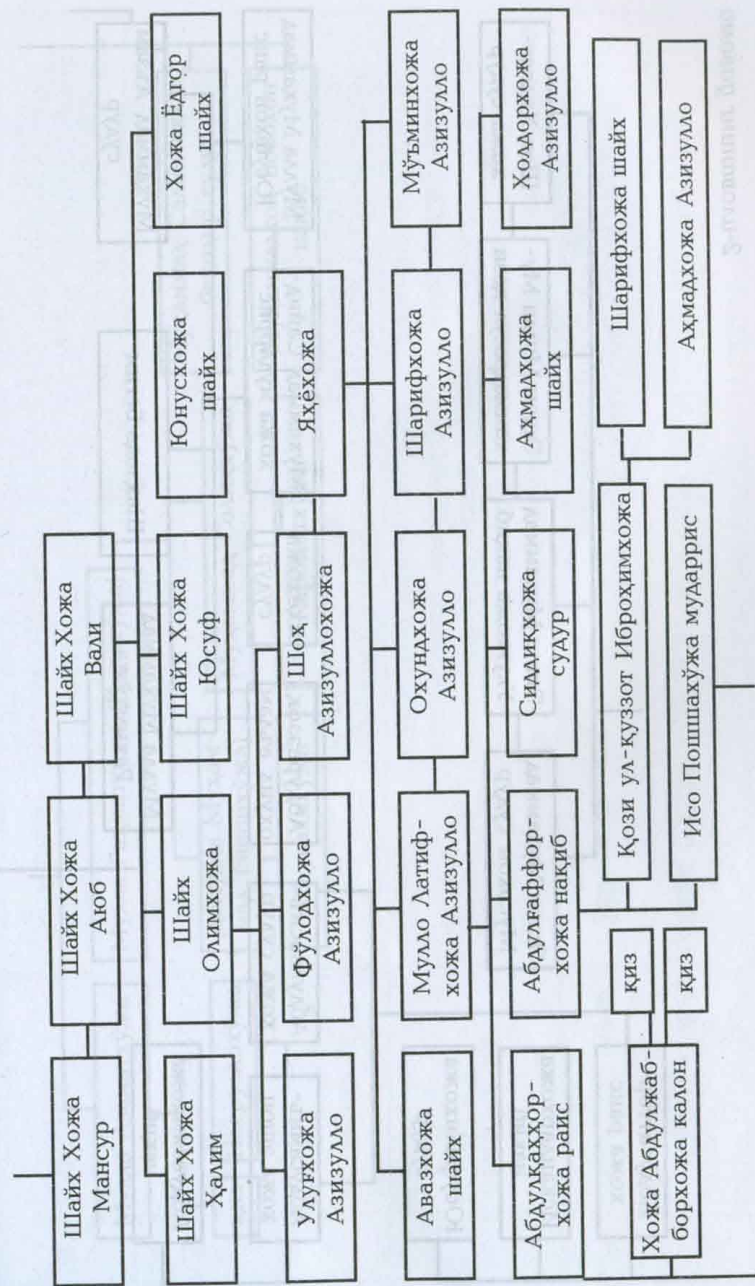 Шайх Хожа
Мансур
Шайх Хожа
Аюб
Шайх Хожа
Вали
Шайх Хожа
Ҳалим
Шайх
Олимхожа
Шайх Хожа
Юсуф
Юнусхожа
шайх
Хожа Ёдгор
шайх
Улуғхожа
Азизулло
Фўлодхожа
Азизулло
Шоҳ
Азизуллохожа
Яҳёхожа
Авазхожа
шайх
Мулло Латиф-
хожа Азизулло
Охундхожа
Азизулло
Шарифхожа
Азизулло
Мўъминхожа
Азизулло
Абдулқаҳҳор-
хожа раис
Абдулғаффор-
хожа нақиб
Сиддиқхожа
судур
Аҳмадхожа
шайх
Холдорхожа
Азизулло
Хожа Абдулжаб-
борхожа калон
қиз
қиз
Қози ул-қуззот Иброҳимхожа
Исо Пошшахўжа мударрис
Шарифхожа шайх
Аҳмадхожа Азизулло